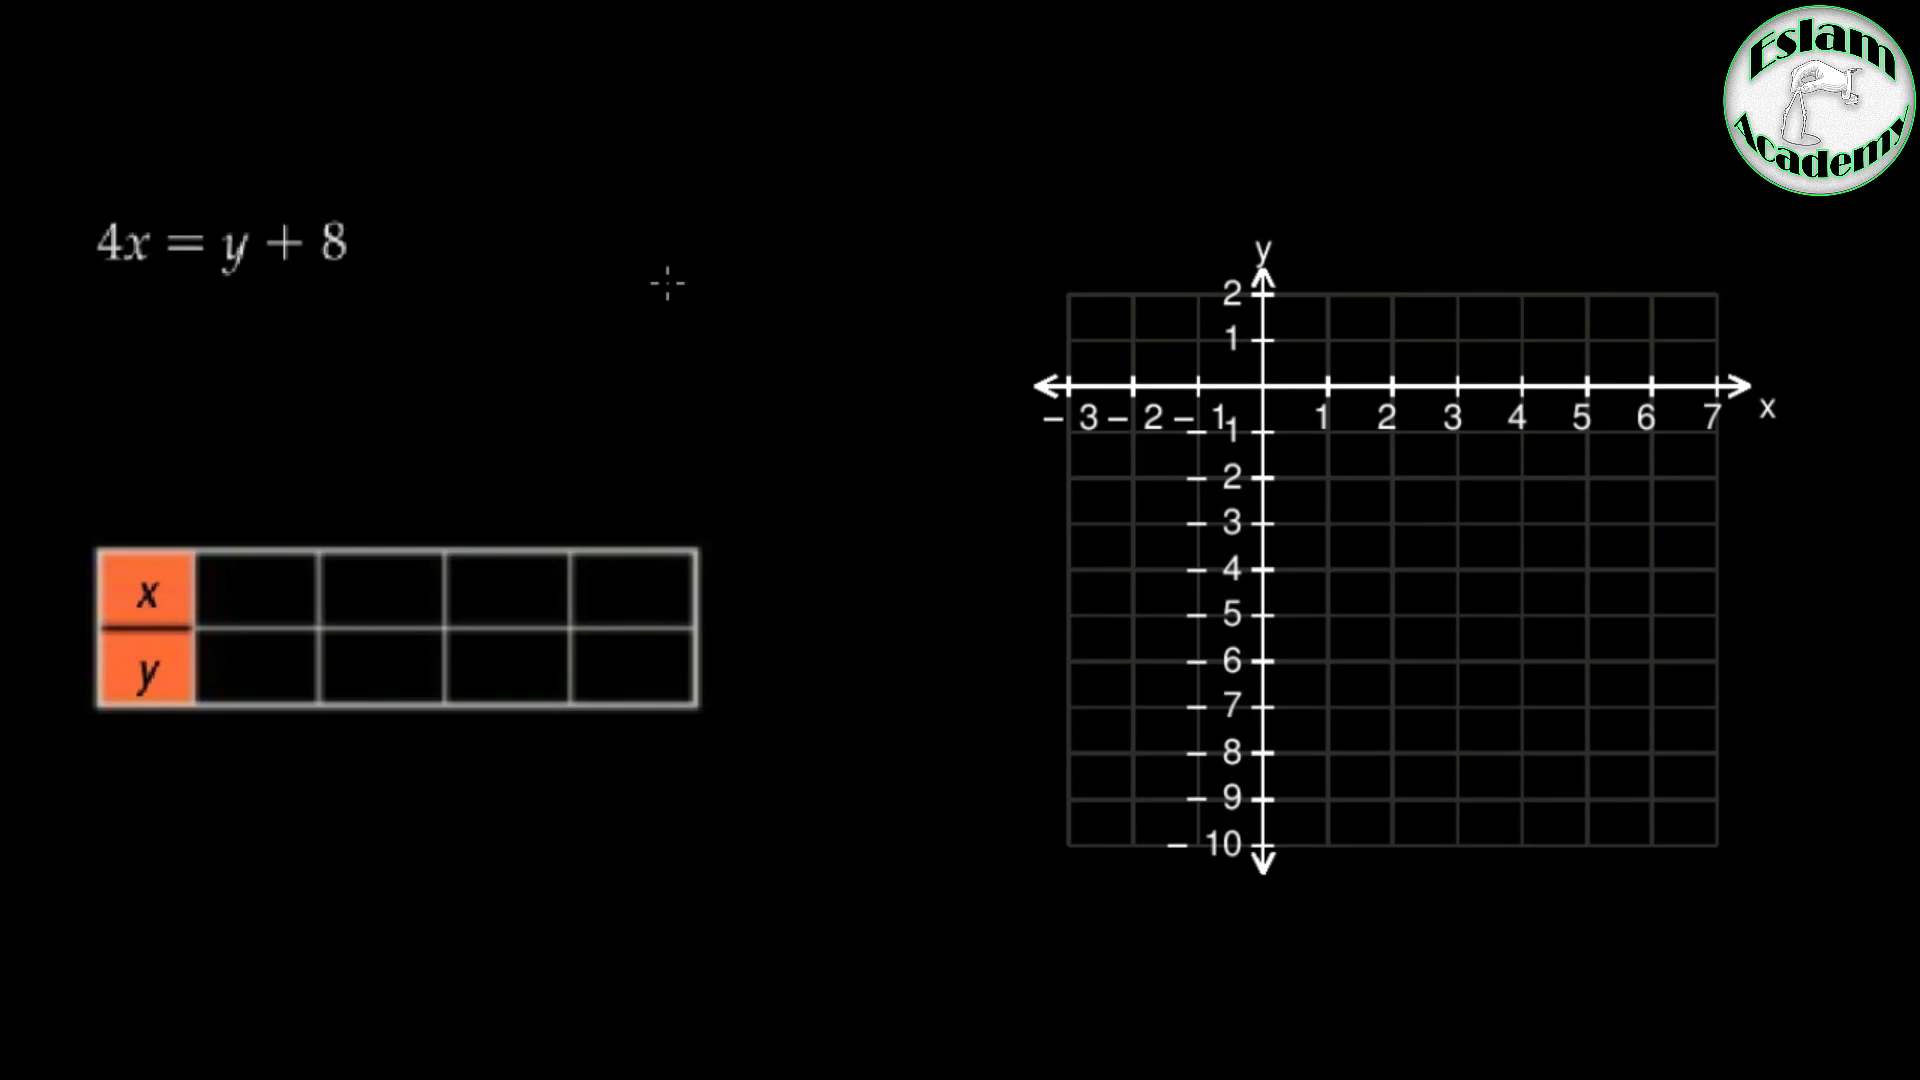 Eslam
Academy
4x = y + 8
y
2
1
x
– 3 – 2 – 1 1 2 3 4 5 6 7
– 1
– 2
– 3
– 4
– 5
– 6
– 7
– 8
– 9
– 10
x
y